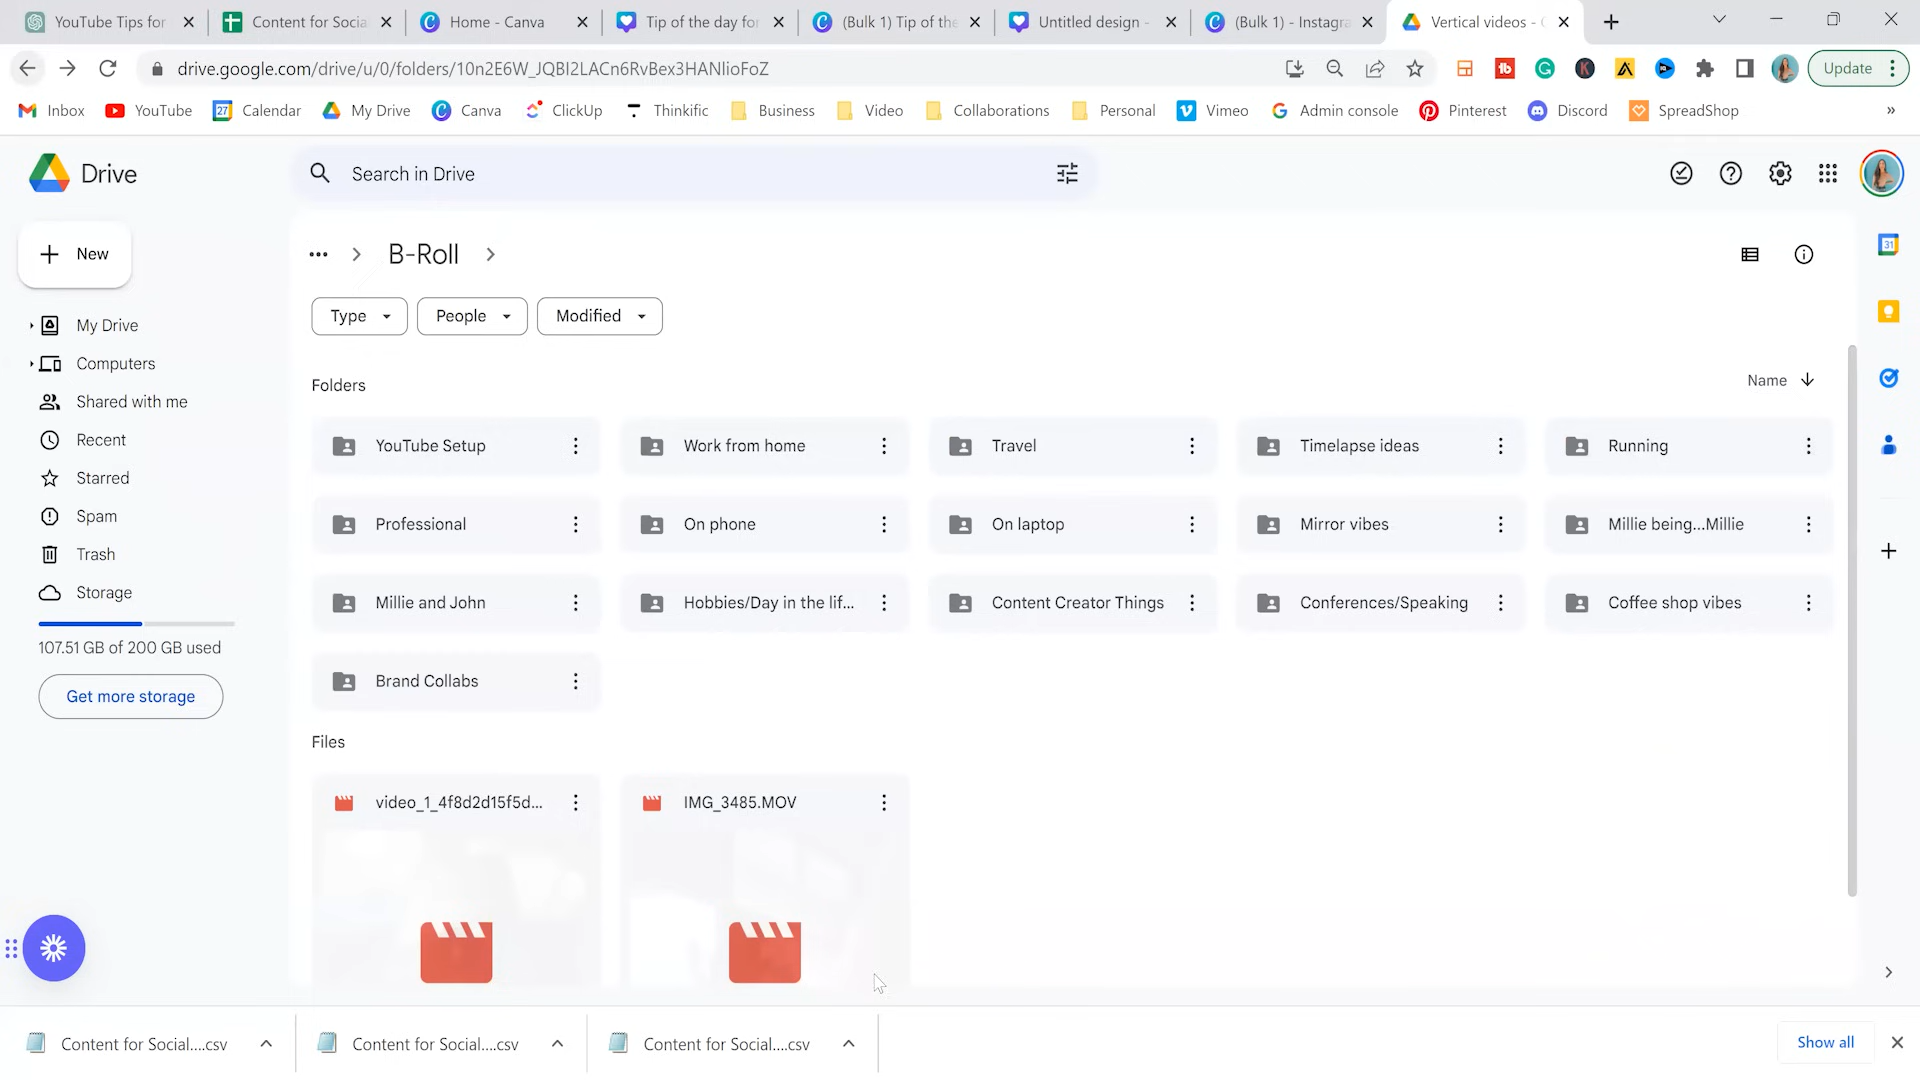 YouTube Tips for
Content for Socia
Home - Canva
Tip of the day fo
(Bulk 1) Tip of the
Untitled design -
(Bulk 1) - Instagra
Vertical videos -
drive.google.com/drive/u/0/folders/10n2E6W_JQBI2LACn6RvBex3HANlioFoZ
Update
Inbox
YouTube
Calendar
My Drive
Canva
ClickUp
Thinkific
Business
Video
Collaborations
Personal
Vimeo
Admin console
Pinterest
Discord
SpreadShop
»
Drive
Search in Drive
New
B-Roll
Type
People
Modified
My Drive
Computers
Shared with me
Recent
Starred
Spam
Trash
Storage
107.51 GB of 200 GB used
Get more storage
Folders
Name
YouTube Setup
Work from home
Travel
Timelapse ideas
Running
Professional
On phone
On laptop
Mirror vibes
Millie being...Millie
Millie and John
Hobbies/Day in the lif...
Content Creator Things
Conferences/Speaking
Coffee shop vibes
Brand Collabs
Files
video_1_4f8d2d15f5d...
IMG_3485.MOV
Content for Social....csv
Content for Social....csv
Content for Social....csv
Show all